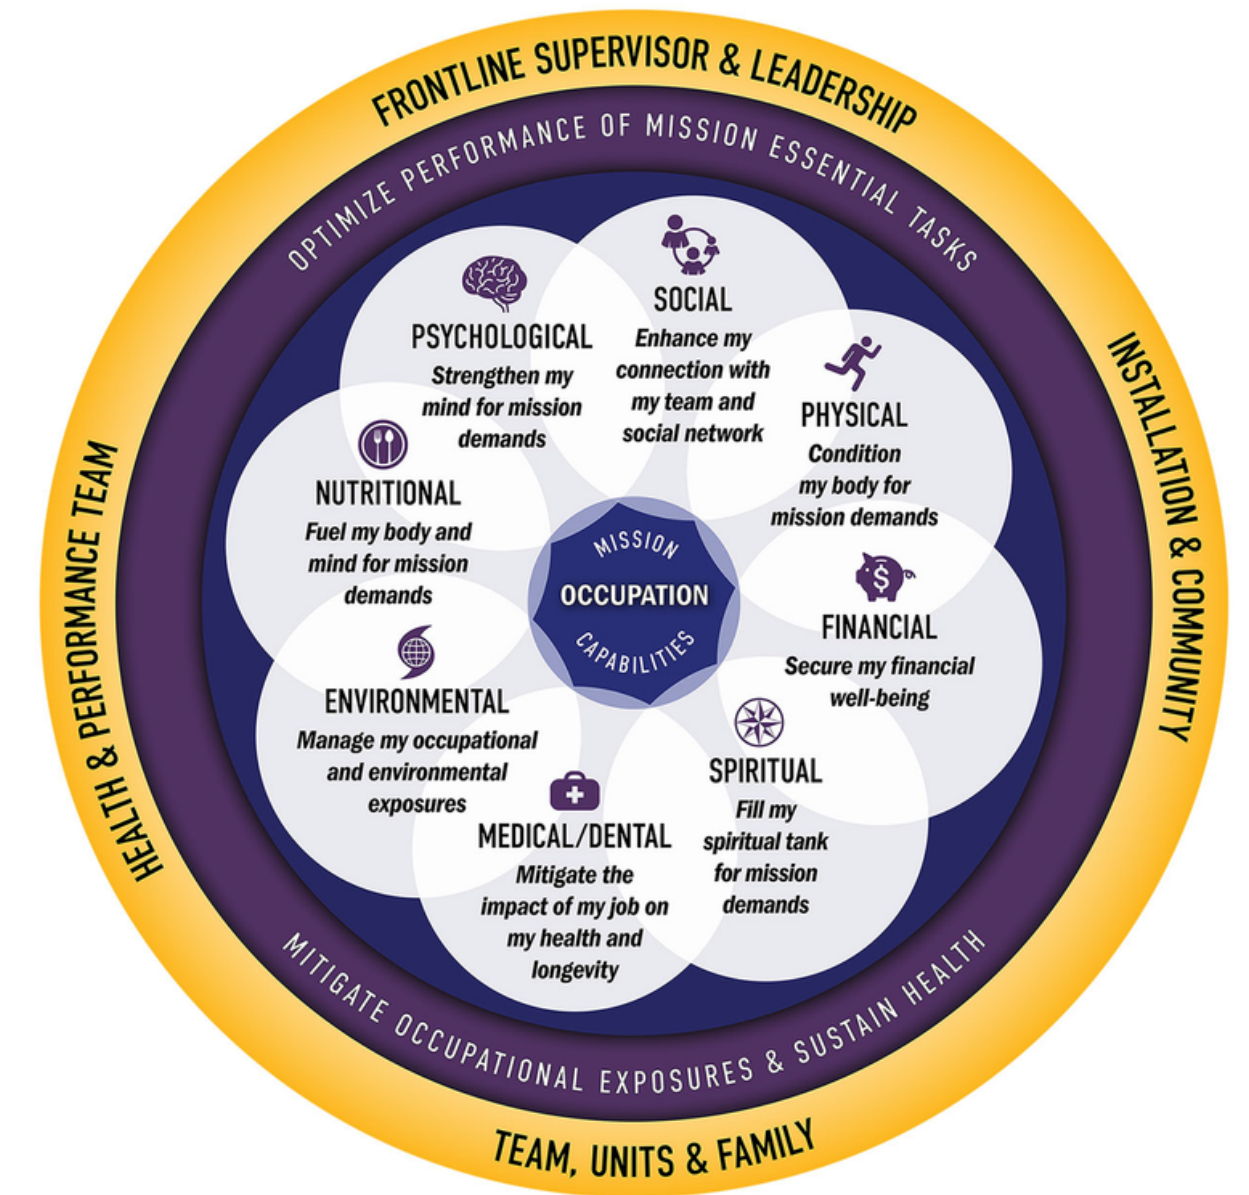 FRONTLINE SUPERVISOR & LEADERSHIP
OPTIMIZE PERFORMANCE OF MISSION ESSENTIAL TASKS
SOCIAL
Enhance my
connection with
my team and
social network
PSYCHOLOGICAL
Strengthen my
mind for mission
demands
PHYSICAL
Condition
my body for
mission demands
NUTRITIONAL
Fuel my body and
mind for mission
demands
MISSION
OCCUPATION
CAPABILITIES
FINANCIAL
Secure my financial
well-being
ENVIRONMENTAL
Manage my occupational
and environmental
exposures
SPIRITUAL
Fill my
spiritual tank
for mission
demands
MEDICAL/DENTAL
Mitigate the
impact of my job on
my health and
longevity
HEALTH & PERFORMANCE TEAM
INSTALLATION & COMMUNITY
MITIGATE OCCUPATIONAL EXPOSURES & SUSTAIN HEALTH
TEAM, UNITS & FAMILY